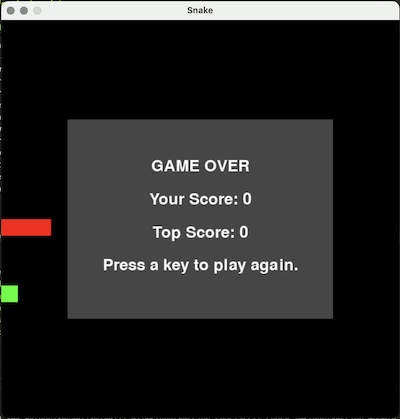 Snake
GAME OVER
Your Score: 0
Top Score: 0
Press a key to play again.